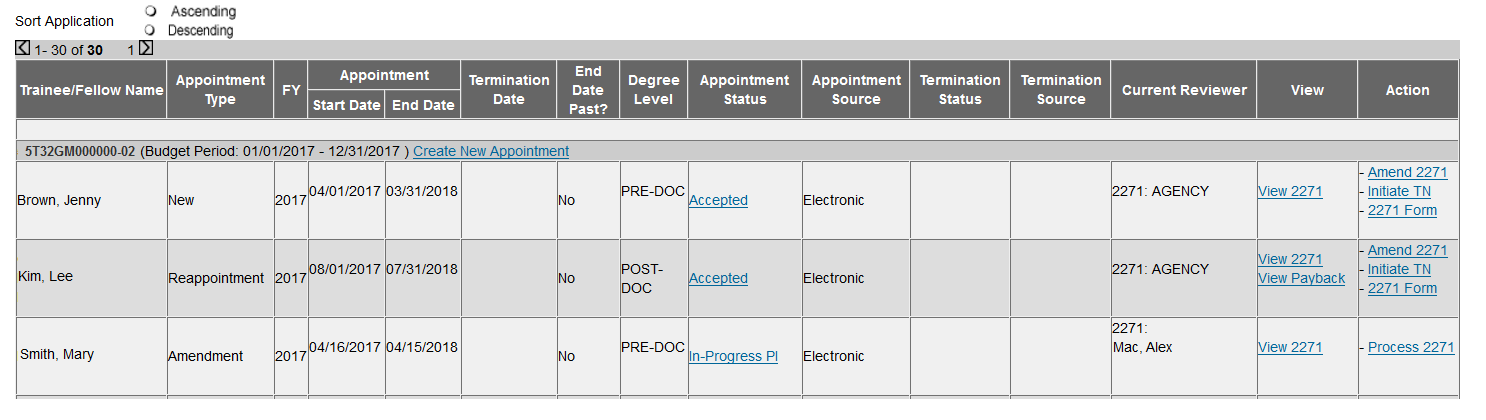 Sort Application
Ascending
Descending
1- 30 of 30 1
Trainee/Fellow Name
Appointment
Type
FY
Appointment
Start Date End Date
Termination
Date
End
Date
Past?
Degree
Level
Appointment
Status
Appointment
Source
Termination
Status
Termination
Source
Current Reviewer
View
Action
5T32GM000000-02 (Budget Period: 01/01/2017 - 12/31/2017 ) Create New Appointment
Brown, Jenny
New
2017
04/01/2017
03/31/2018
No
PRE-DOC
Accepted
Electronic
2271: AGENCY
View 2271
- Amend 2271
- Initiate TN
- 2271 Form
Kim, Lee
Reappointment
2017
08/01/2017
07/31/2018
No
POST-
DOC
Accepted
Electronic
2271: AGENCY
View 2271
View Payback
- Amend 2271
- Initiate TN
- 2271 Form
Smith, Mary
Amendment
2017
04/16/2017
04/15/2018
No
PRE-DOC
In-Progress PI
Electronic
2271:
Mac, Alex
View 2271
- Process 2271